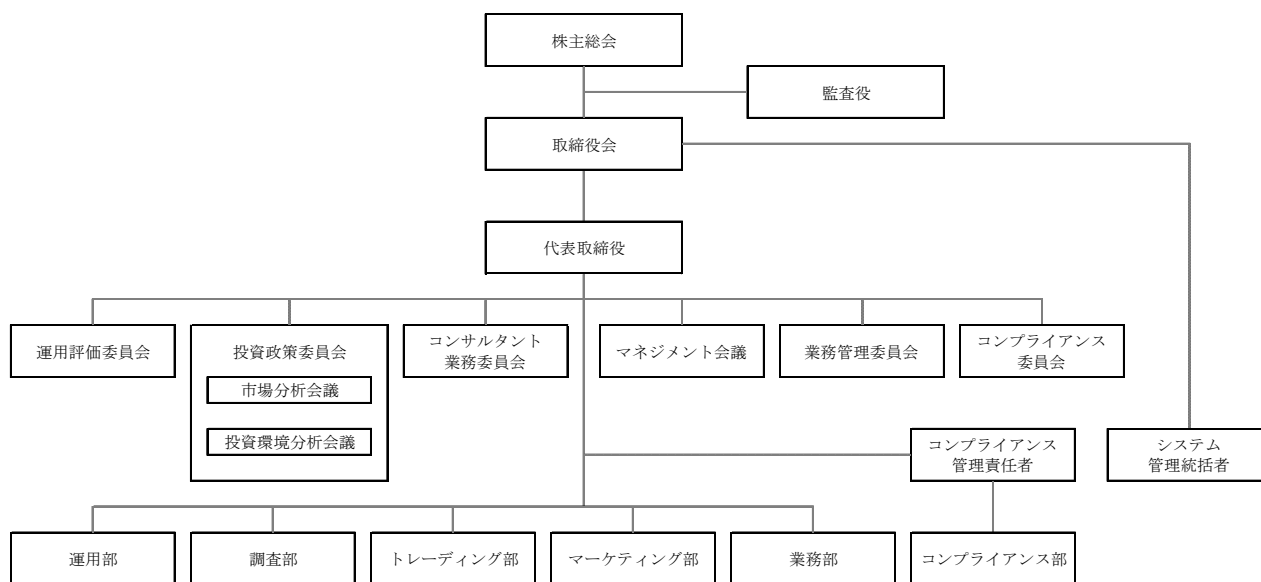 株主総会
監査役
取締役会
代表取締役
運用評価委員会
投資政策委員会
市場分析会議
投資環境分析会議
コンサルタント
業務委員会
マネジメント会議
業務管理委員会
コンプライアンス
委員会
コンプライアンス
管理責任者
システム
管理統括者
運用部
調査部
トレーディング部
マーケティング部
業務部
コンプライアンス部